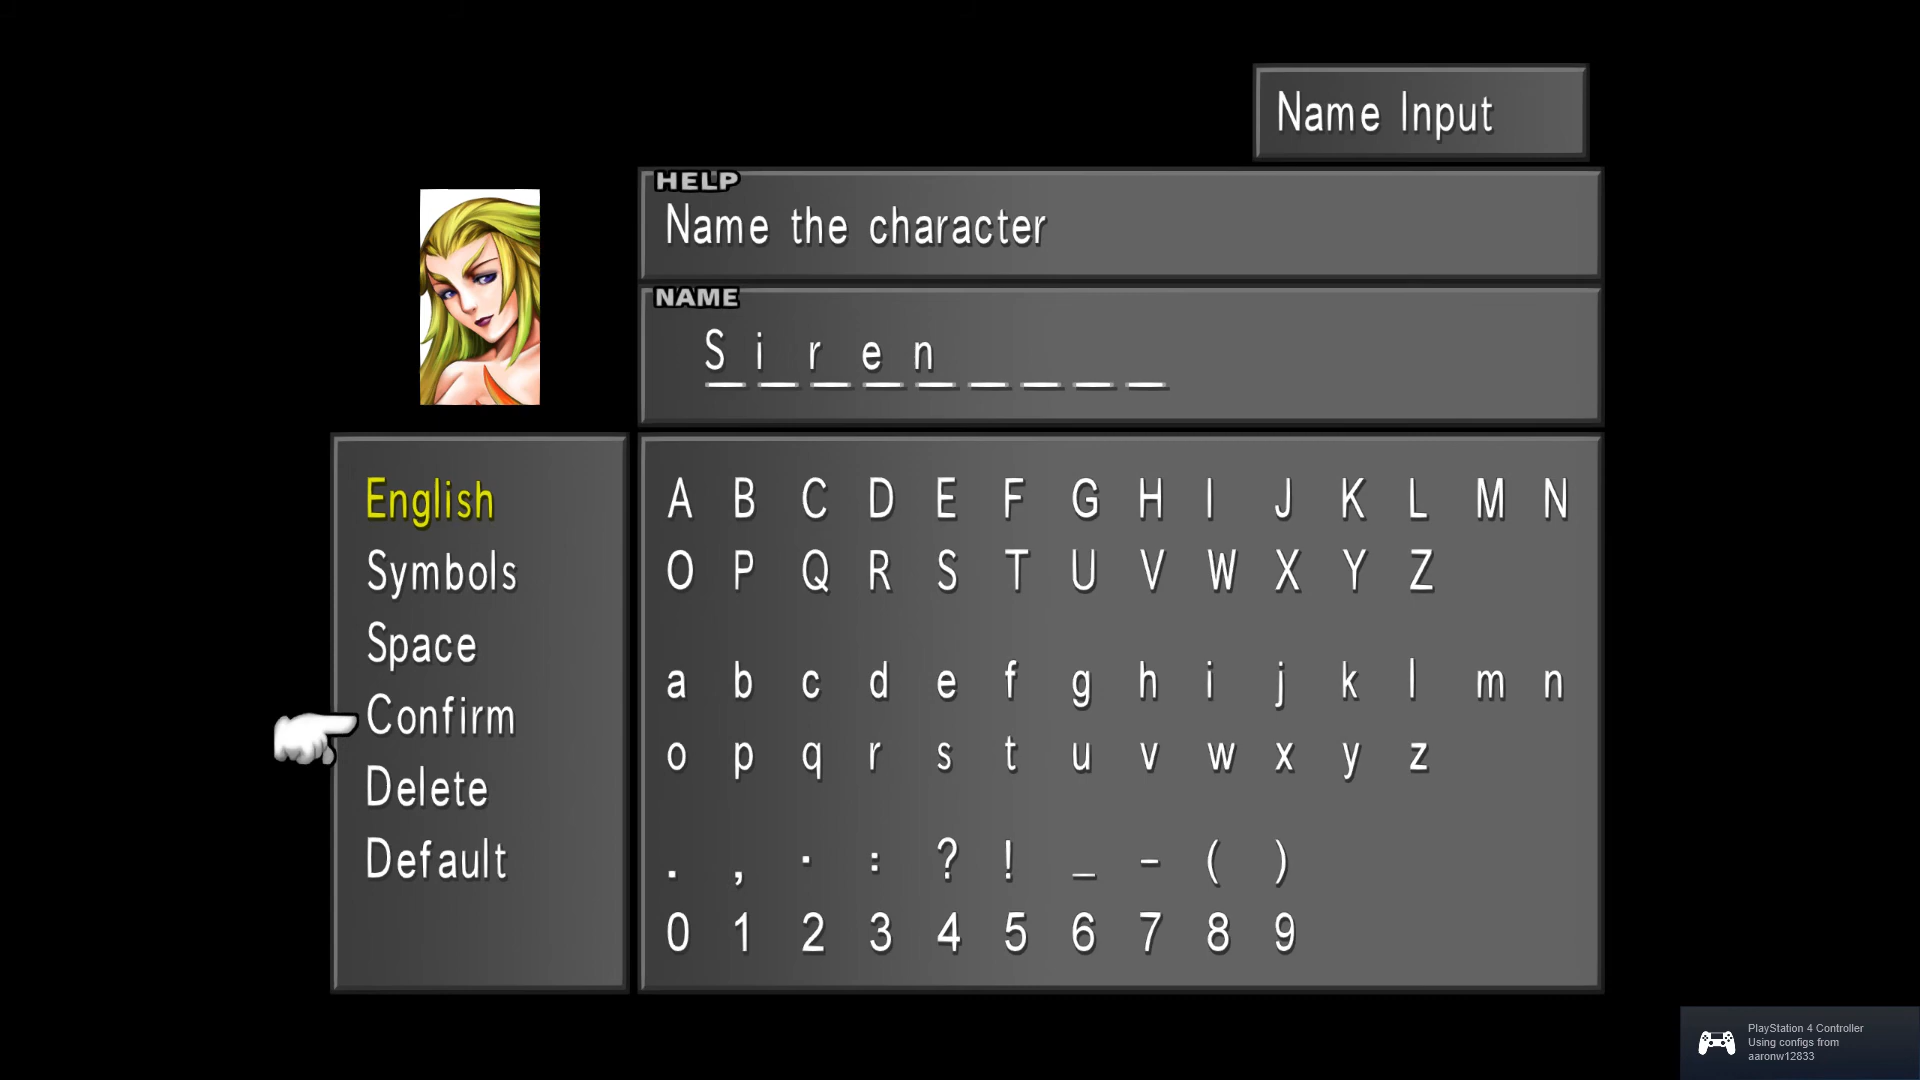 Name Input
HELP
Name the character
NAME
Siren
English
Symbols
Space
Confirm
Delete
Default
A B C D E F G H I J K L M N
O P Q R S T U V W X Y Z
a b c d e f g h i j k l m n
o p q r s t u v w x y z
. , · : ? ! _ - ( )
0 1 2 3 4 5 6 7 8 9
PlayStation 4 Controller
Using configs from
aaronw12833